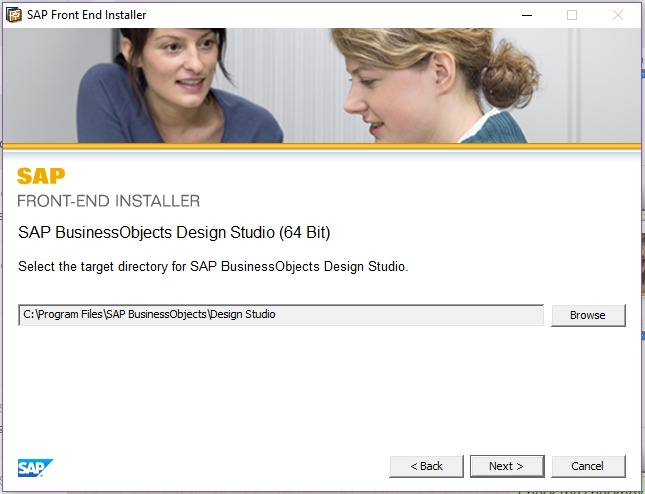 SAP Front End Installer
SAP
FRONT-END INSTALLER
SAP BusinessObjects Design Studio (64 Bit)
Select the target directory for SAP BusinessObjects Design Studio.
C:\Program Files\SAP BusinessObjects\Design Studio
Browse
SAP
< Back
Next >
Cancel